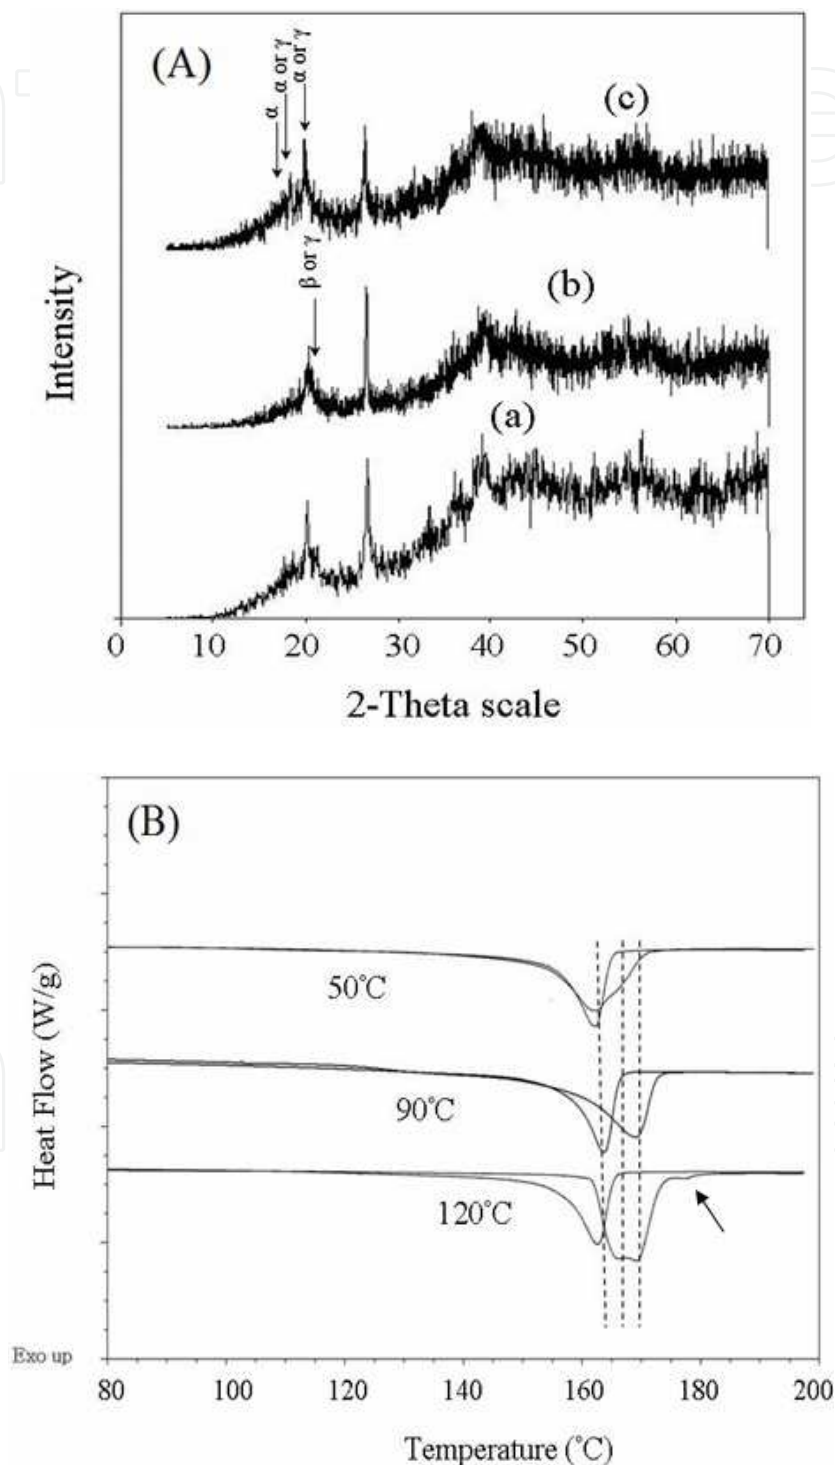 (A)
α
α or γ
α or γ
(c)
β or γ
(b)
(a)
Intensity
0 10 20 30 40 50 60 70
2-Theta scale
(B)
50°C
90°C
120°C
Heat Flow (W/g)
Exo up
80 100 120 140 160 180 200
Temperature (°C)